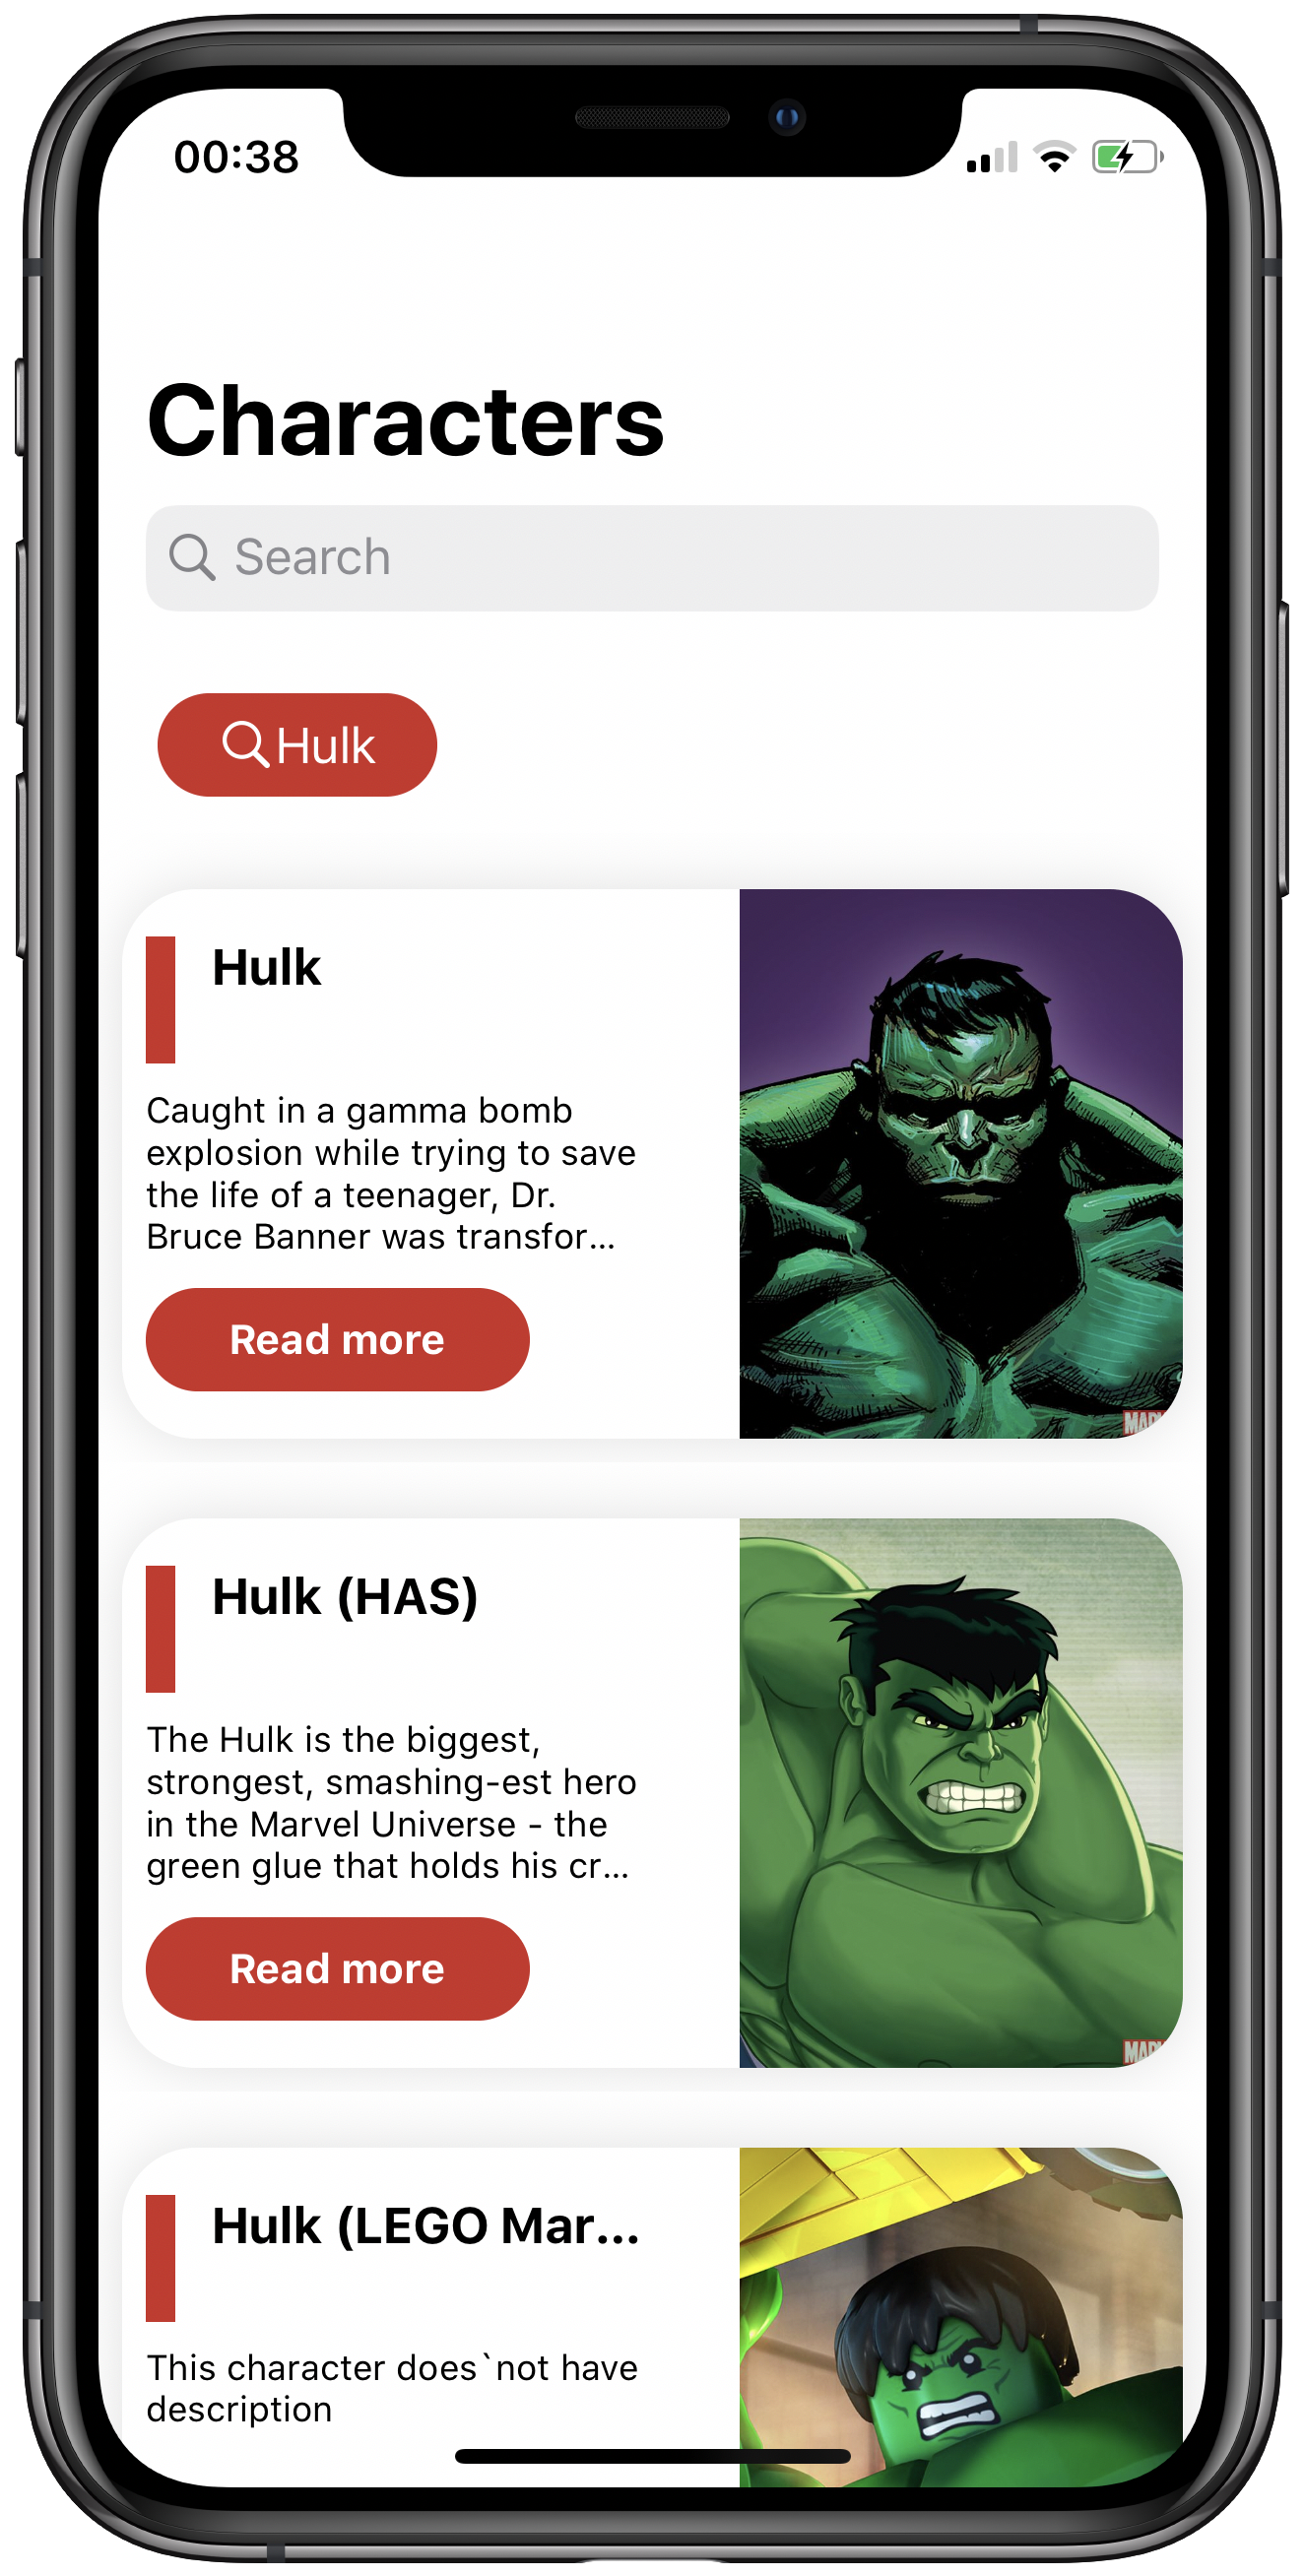 00:38
Characters
Search
Hulk
Hulk
Caught in a gamma bomb
explosion while trying to save
the life of a teenager, Dr.
Bruce Banner was transfor...
Read more
Hulk (HAS)
The Hulk is the biggest,
strongest, smashing-est hero
in the Marvel Universe - the
green glue that holds his cr...
Read more
Hulk (LEGO Mar...
This character does`not have
description